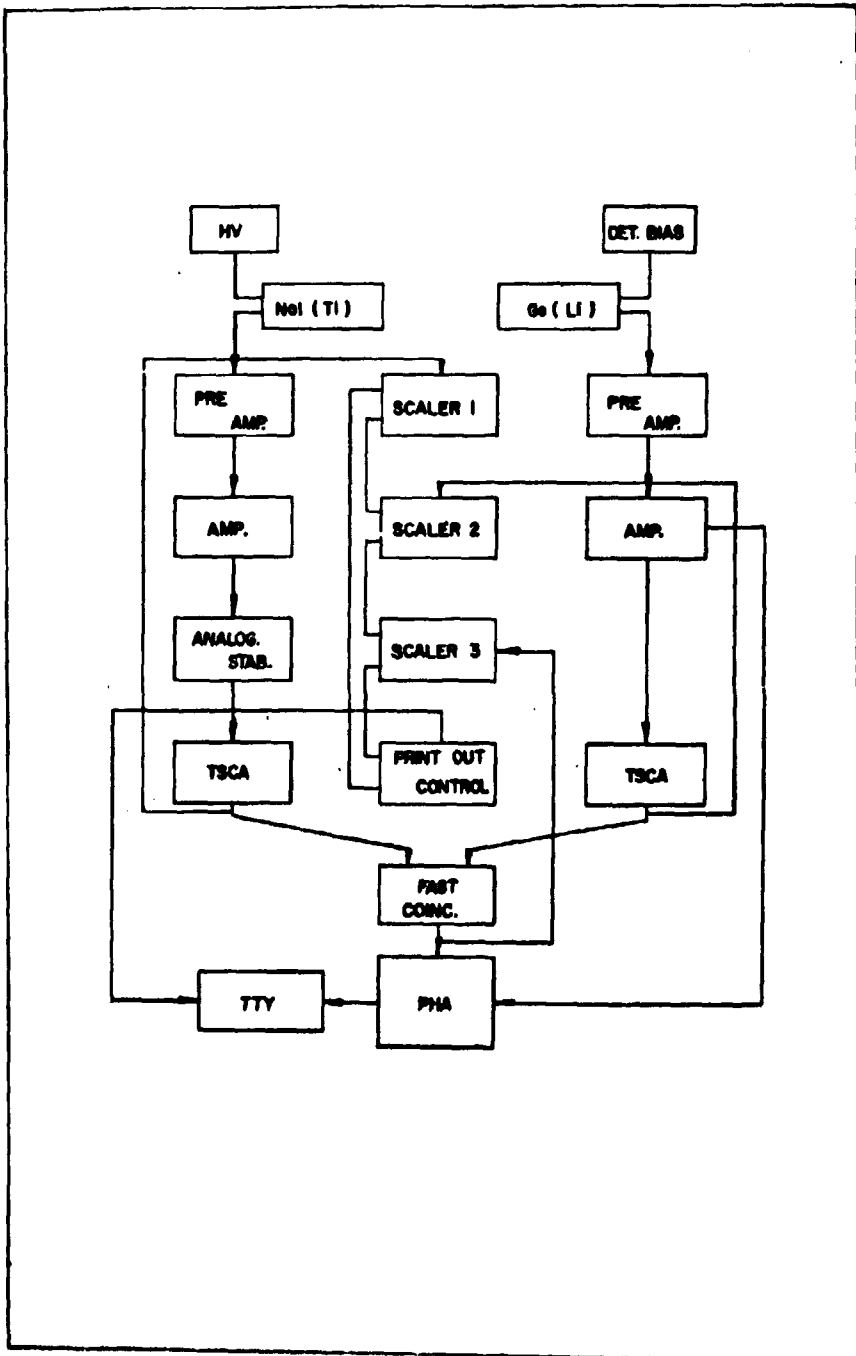 HV
DET. BIAS
NaI (Tl)
Ge (Li)
PRE
AMP.
SCALER 1
PRE
AMP.
AMP.
SCALER 2
AMP.
ANALOG.
STAB.
SCALER 3
TSCA
PRINT OUT
CONTROL
TSCA
FAST
COINC.
TTY
PHA